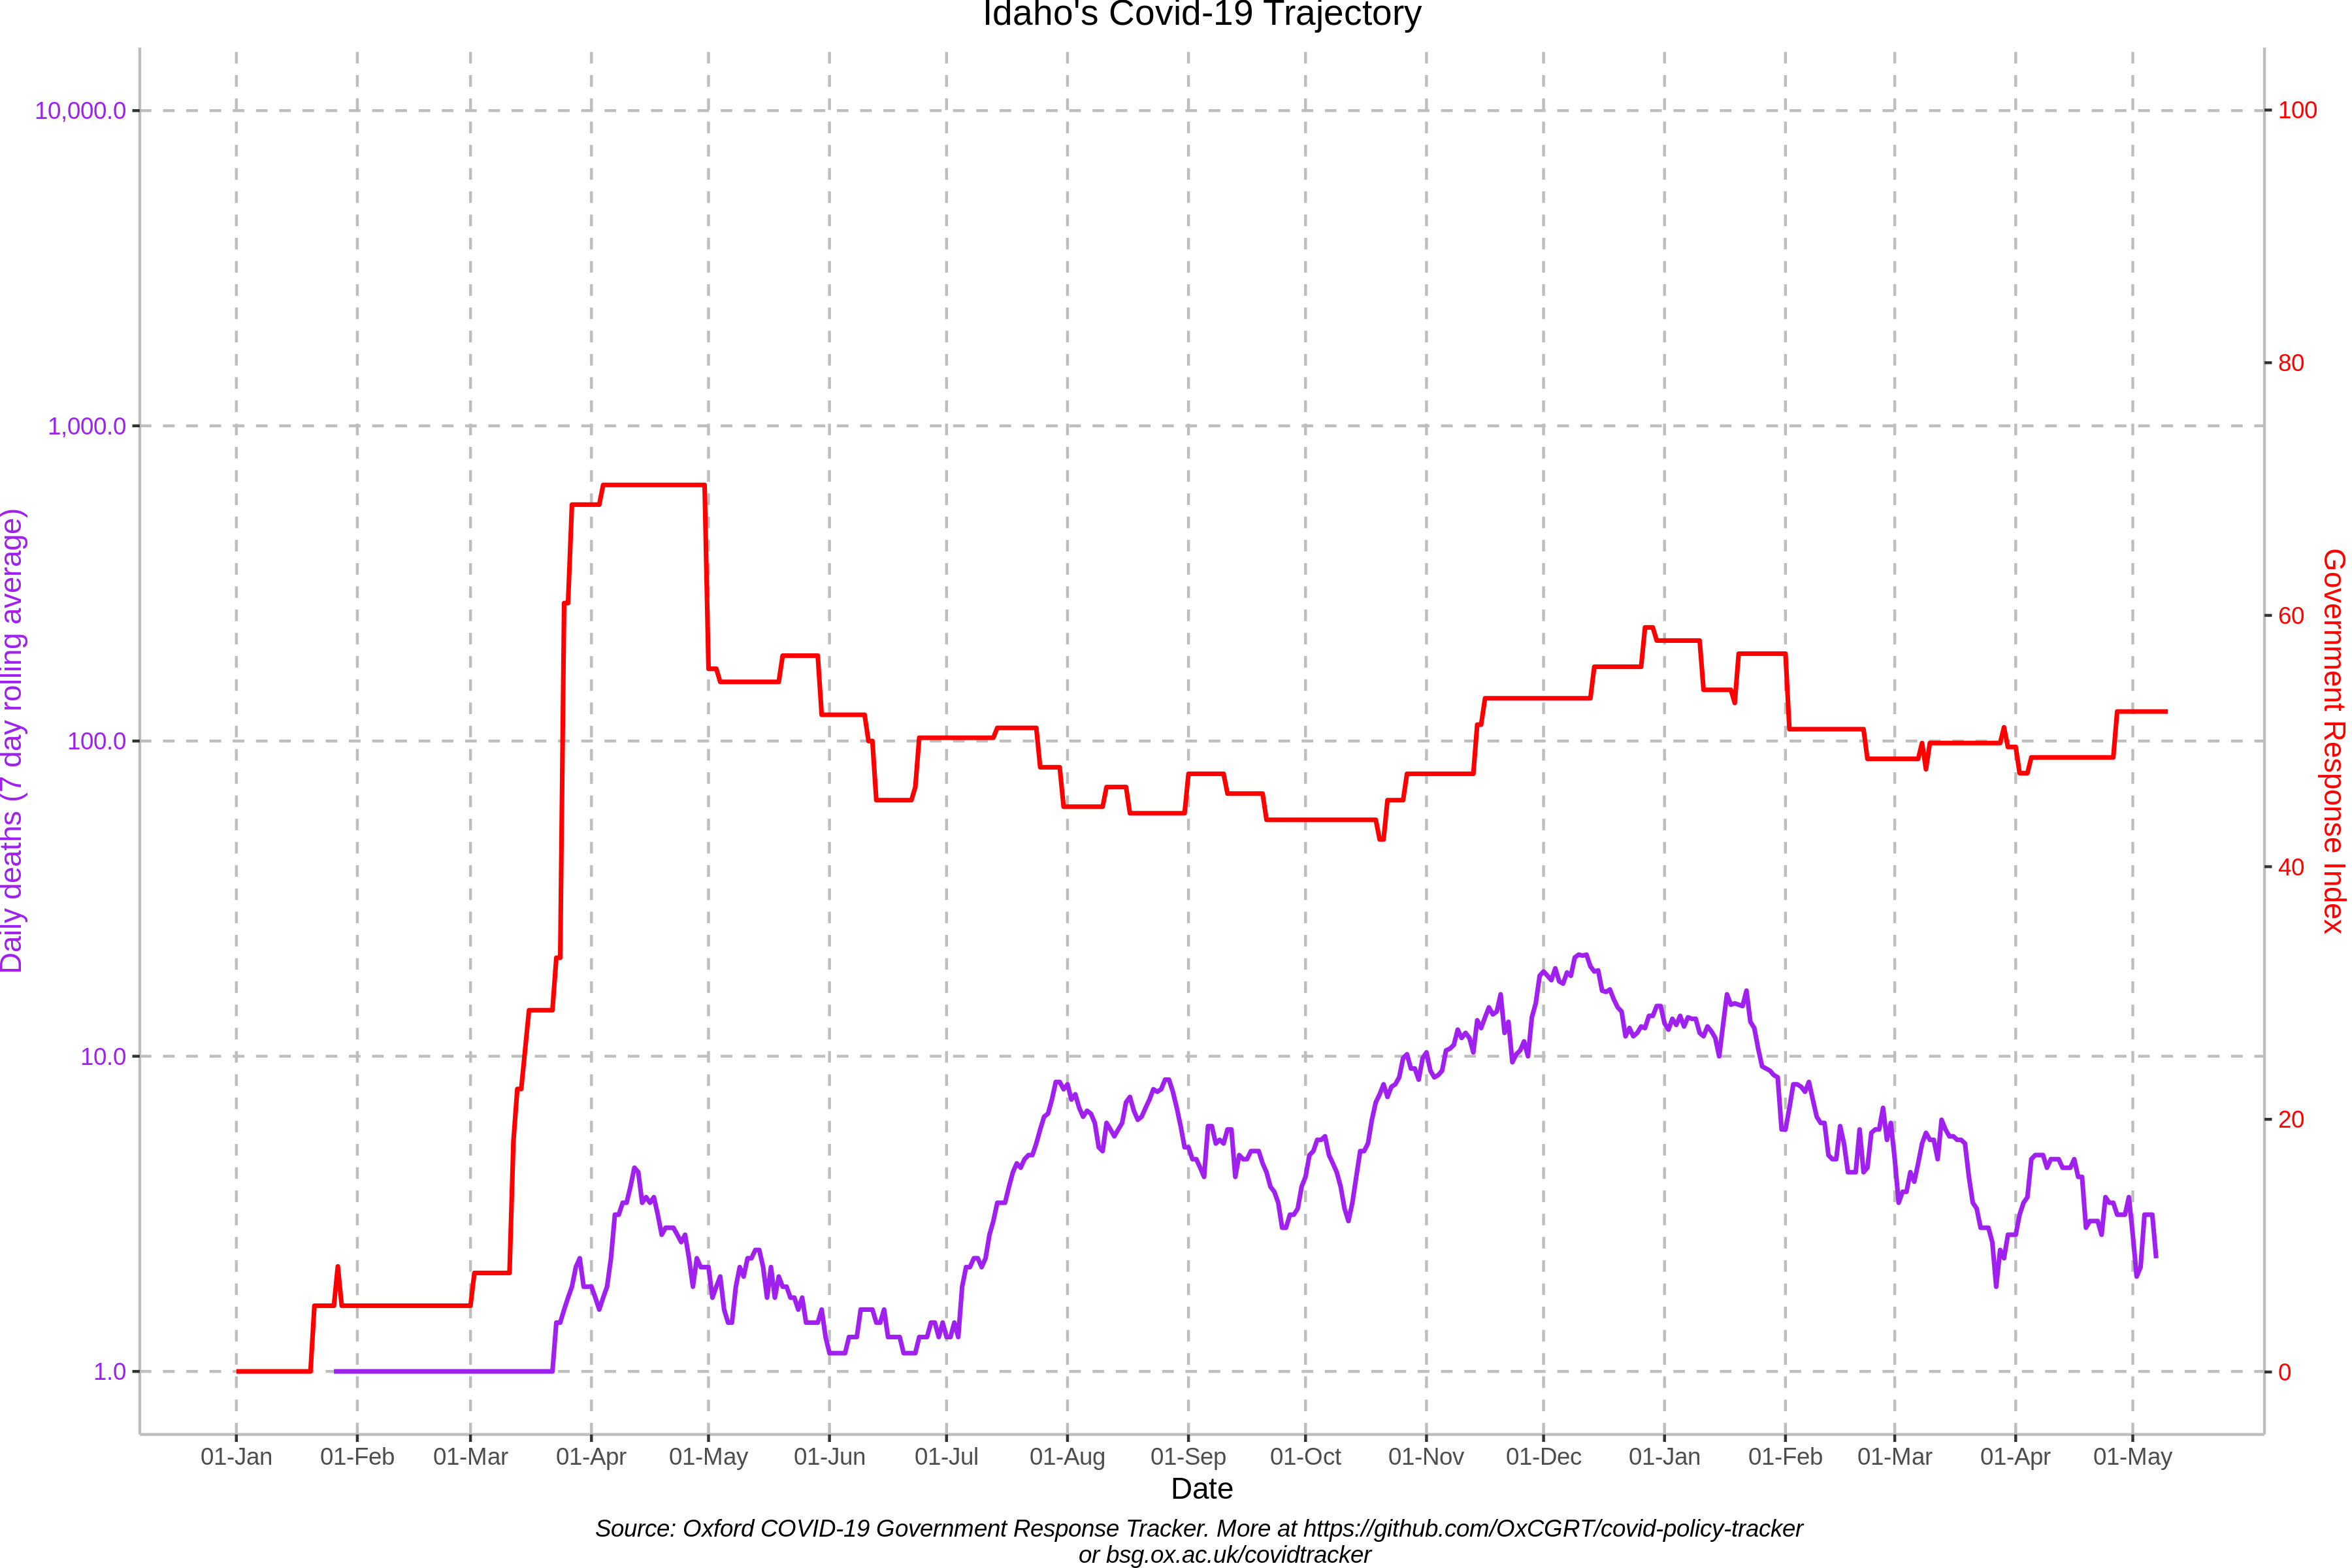 Idaho's Covid-19 Trajectory
10,000.0
1,000.0
100.0
10.0
1.0
Daily deaths (7 day rolling average)
100
80
60
40
20
0
Government Response Index
01-Jan 01-Feb 01-Mar 01-Apr 01-May 01-Jun 01-Jul 01-Aug 01-Sep 01-Oct 01-Nov 01-Dec 01-Jan 01-Feb 01-Mar 01-Apr 01-May
Date
Source: Oxford COVID-19 Government Response Tracker. More at https://github.com/OxCGRT/covid-policy-tracker
or bsg.ox.ac.uk/covidtracker